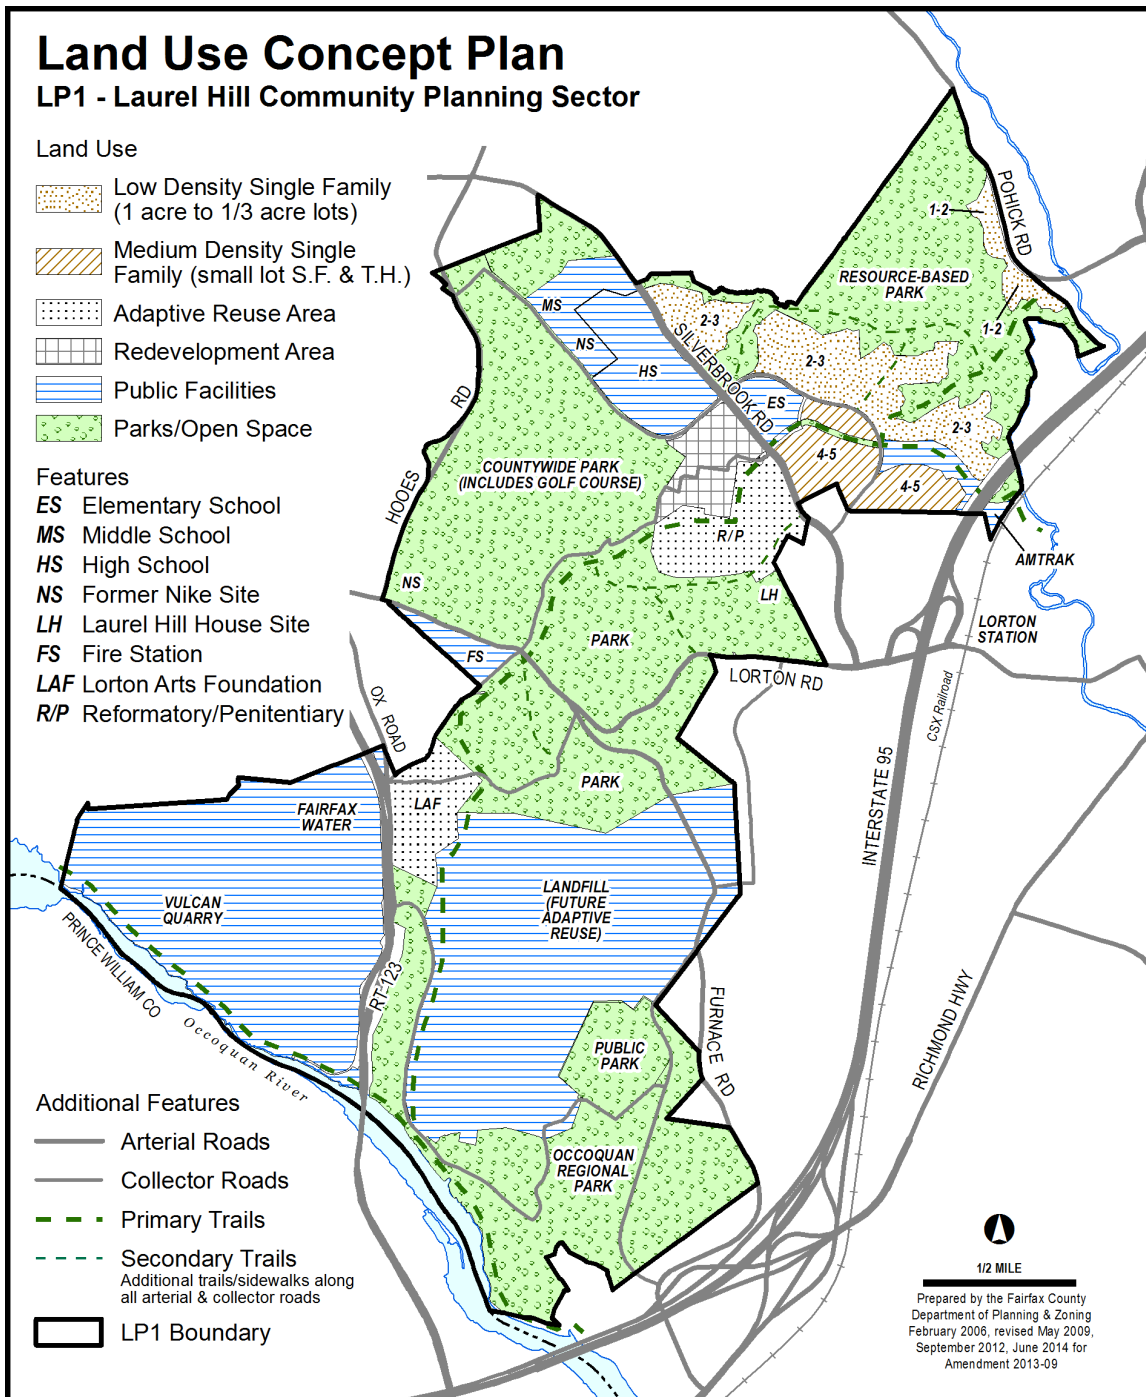 Land Use Concept Plan
LP1 - Laurel Hill Community Planning Sector
Land Use
Low Density Single Family
(1 acre to 1/3 acre lots)
Medium Density Single
Family (small lot S.F. & T.H.)
Adaptive Reuse Area
Redevelopment Area
Public Facilities
Parks/Open Space
Features
ES Elementary School
MS Middle School
HS High School
NS Former Nike Site
LH Laurel Hill House Site
FS Fire Station
LAF Lorton Arts Foundation
R/P Reformatory/Penitentiary
POHICK RD
1-2
RESOURCE-BASED
PARK
1-2
MS
NS
HS
2-3
SILVERBROOK RD
2-3
ES
2-3
4-5
4-5
HOOES RD
COUNTYWIDE PARK
(INCLUDES GOLF COURSE)
R/P
AMTRAK
NS
LH
LORTON
STATION
PARK
FS
LORTON RD
OX ROAD
CSX Railroad
INTERSTATE 95
PARK
LAF
FAIRFAX
WATER
VULCAN
QUARRY
LANDFILL
(FUTURE
ADAPTIVE
REUSE)
PRINCE WILLIAM CO
Occoquan River
RT 123
FURNACE RD
RICHMOND HWY
PUBLIC
PARK
OCCOQUAN
REGIONAL
PARK
Additional Features
Arterial Roads
Collector Roads
Primary Trails
Secondary Trails
Additional trails/sidewalks along
all arterial & collector roads
LP1 Boundary
1/2 MILE
Prepared by the Fairfax County
Department of Planning & Zoning
February 2006, revised May 2009,
September 2012, June 2014 for
Amendment 2013-09